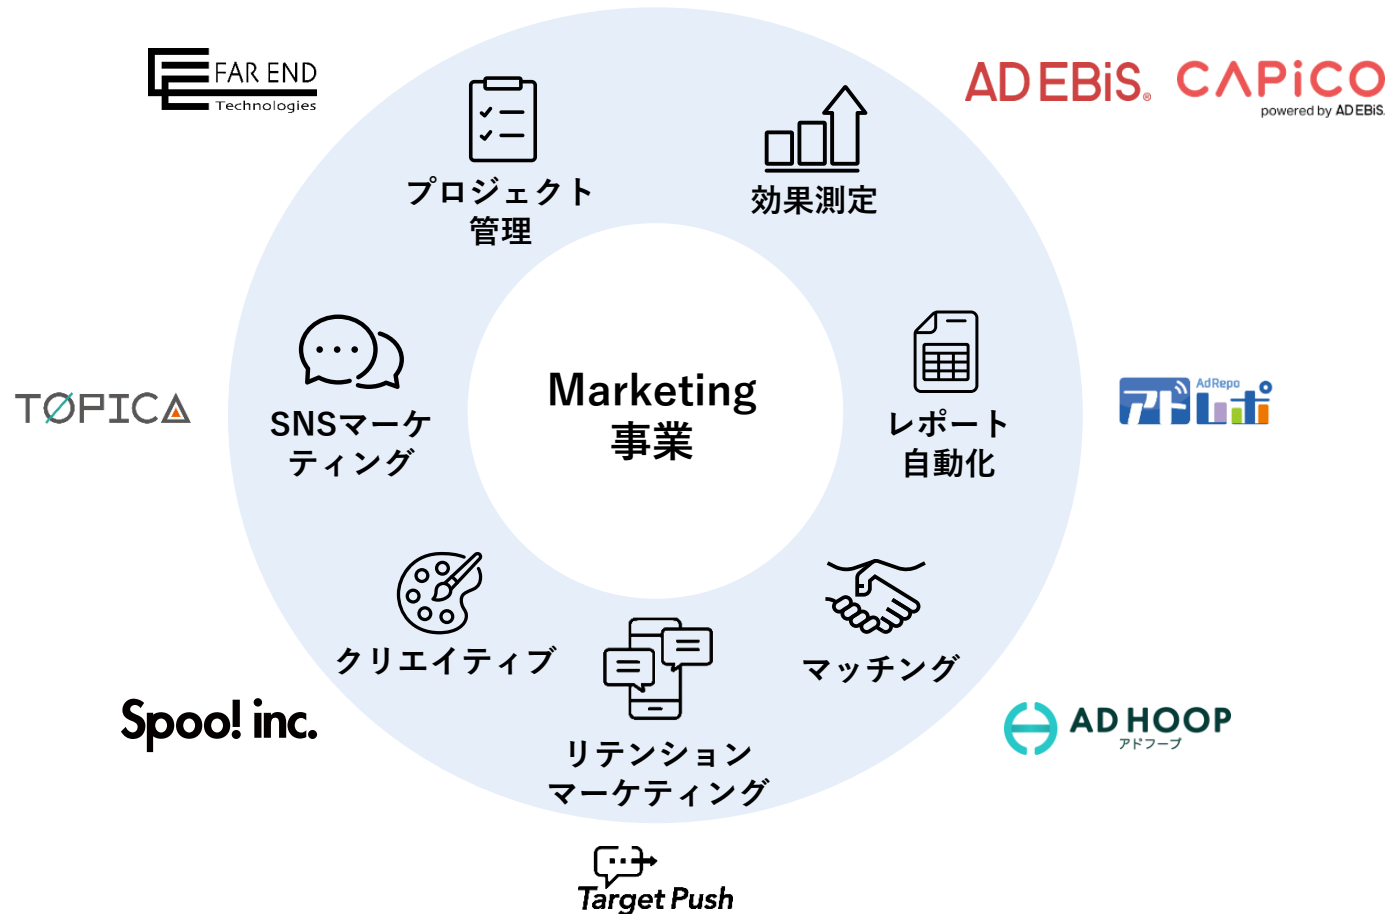 FAR END
Technologies
AD EBiS®
CAPiCO
powered by AD EBiS.
プロジェクト
管理
効果測定
TOPICA
SNSマーケ
ティング
Marketing
事業
レポート
自動化
AdRepo
アドレポ
クリエイティブ
マッチング
Spoo! inc.
リテンション
マーケティング
AD HOOP
アドフープ
Target Push